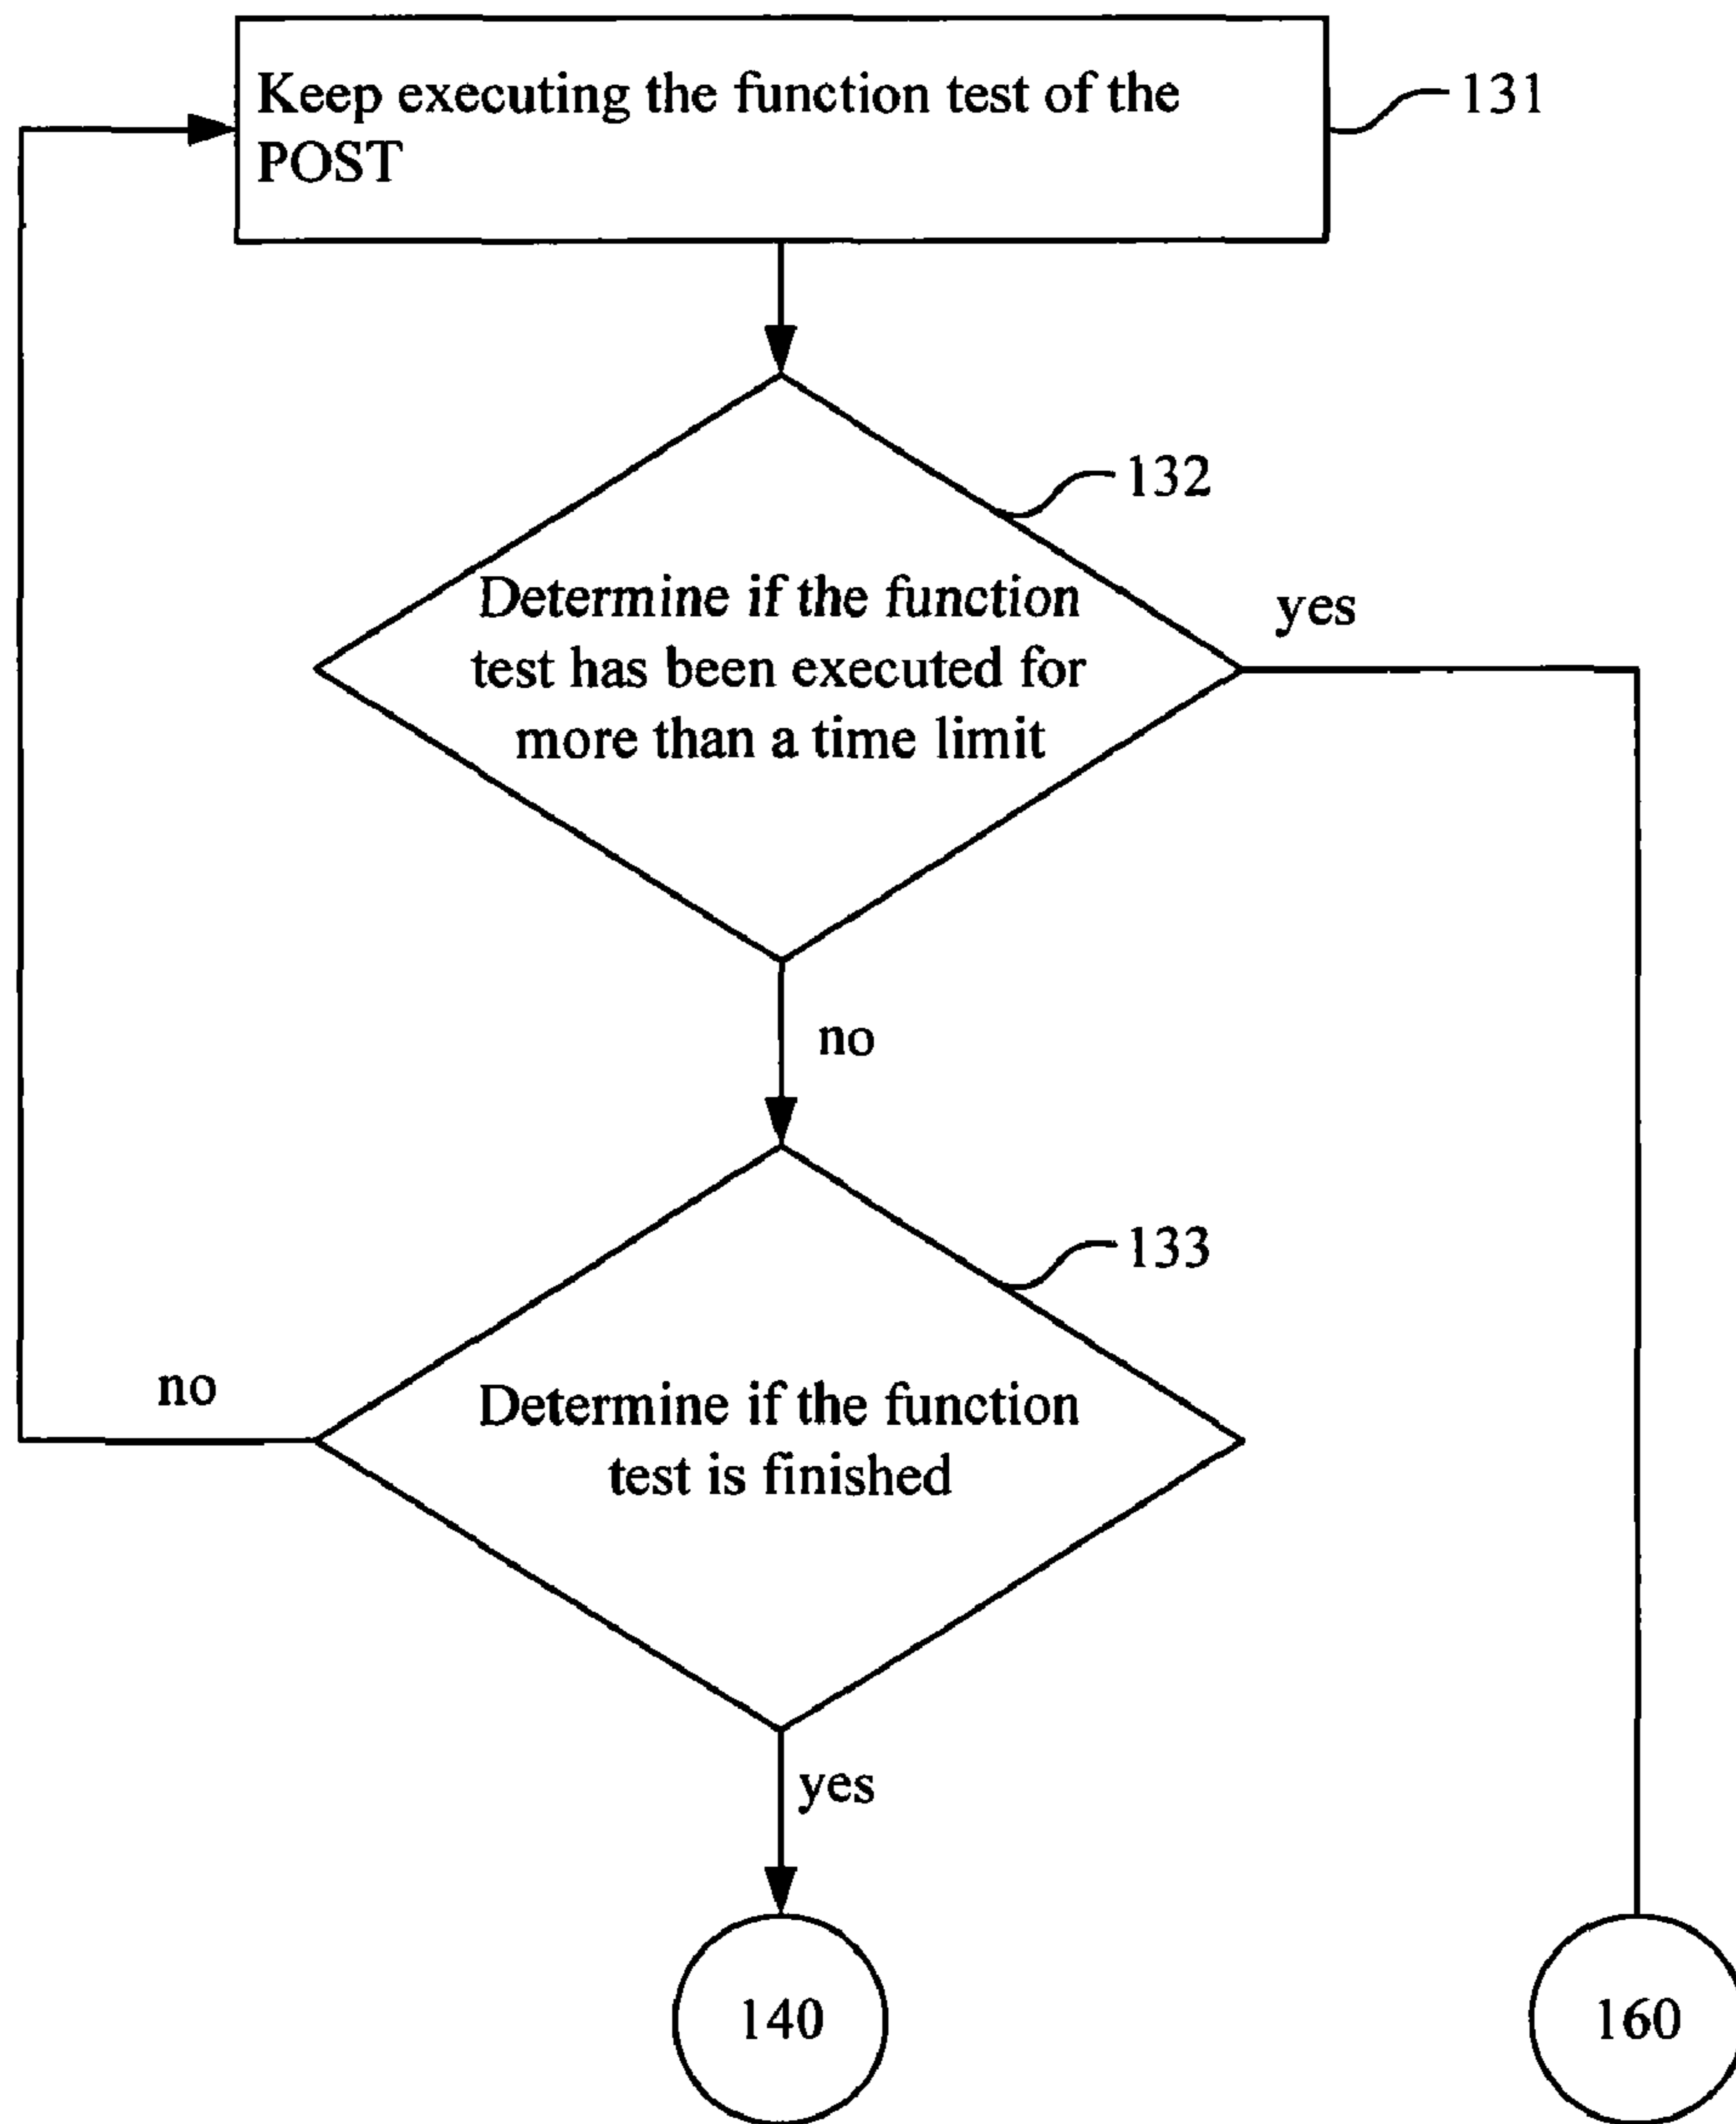 Keep executing the function test of the
POST
131
132
Determine if the function
test has been executed for
more than a time limit
yes
no
133
no
Determine if the function
test is finished
yes
140
160